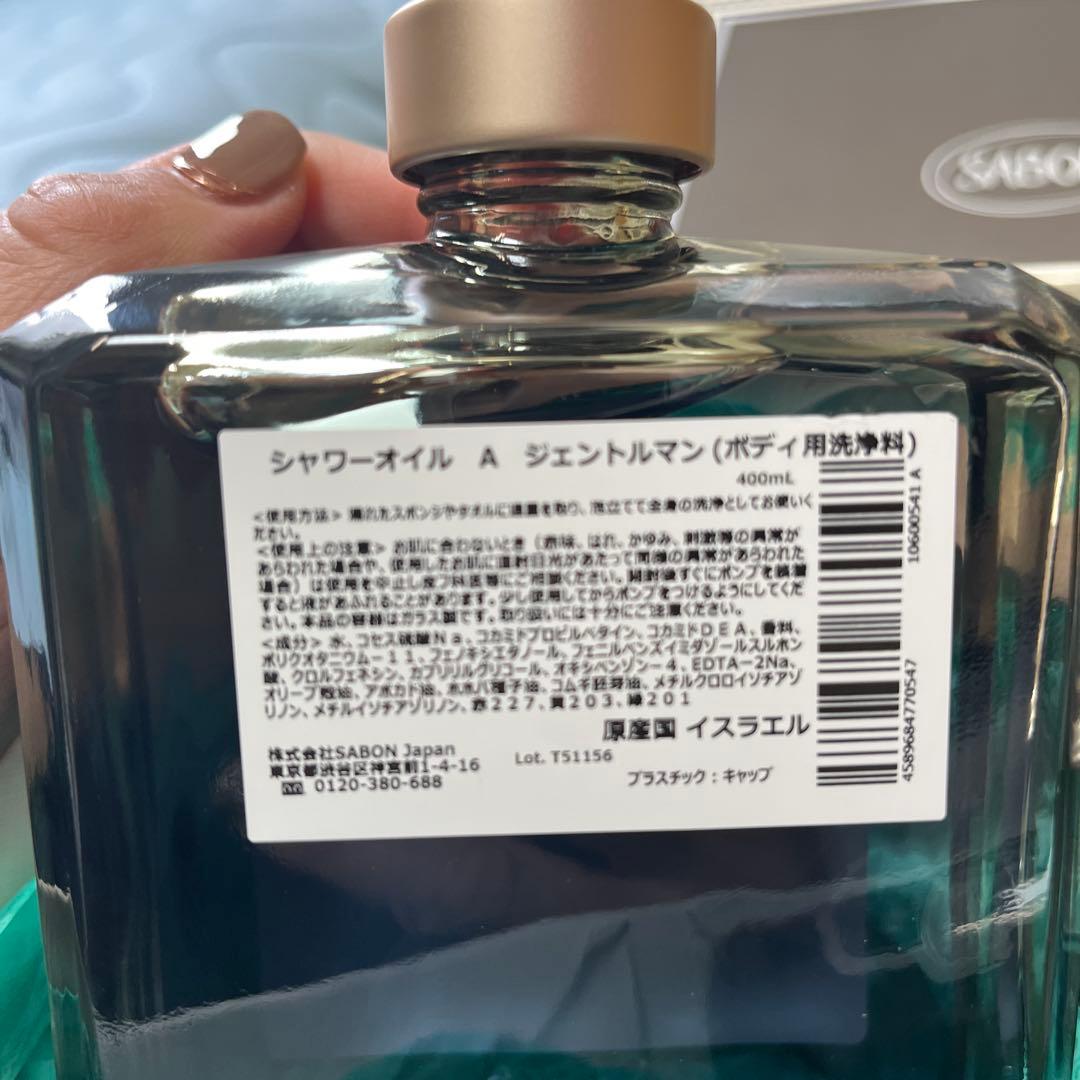 SABO
シャワーオイル A ジェントルマン(ボディ用洗浄料)
400mL
<使用方法> 濡れたスポンジやタオルに適量を取り、泡立てて全身の洗浄としてお使いく
ださい。
<使用上の注意> お肌に合わないとき(赤味、はれ、かゆみ、刺激等の異常が
あらわれた場合や、使用したお肌に直射日光があたって同様の異常があらわれた
場合)は使用を中止し皮フ科医等にご相談ください。開封後すぐにポンプを装着
すると液があふれることがあります。少し使用してからポンプをつけるようにしてくだ
さい。本品の容器はガラス製です。取り扱いには十分にご注意ください。
<成分> 水、コセス硫酸Na、コカミドプロピルベタイン、コカミドDEA、香料、
ポリクオタニウム-11、フェノキシエタノール、フェニルベンズイミダゾールスルホン
酸、クロルフェネシン、カプリリルグリコール、オキシベンゾン-4、EDTA-2Na、
オリーブ果油、アボカド油、ホホバ種子油、コムギ胚芽油、メチルクロロイソチアゾ
リノン、メチルイソチアゾリノン、赤227、黄203、緑201
原産国 イスラエル
株式会社SABON Japan
東京都渋谷区神宮前1-4-16
0120-380-688
Lot. T51156
プラスチック:キャップ
10600541 A
4589684770547